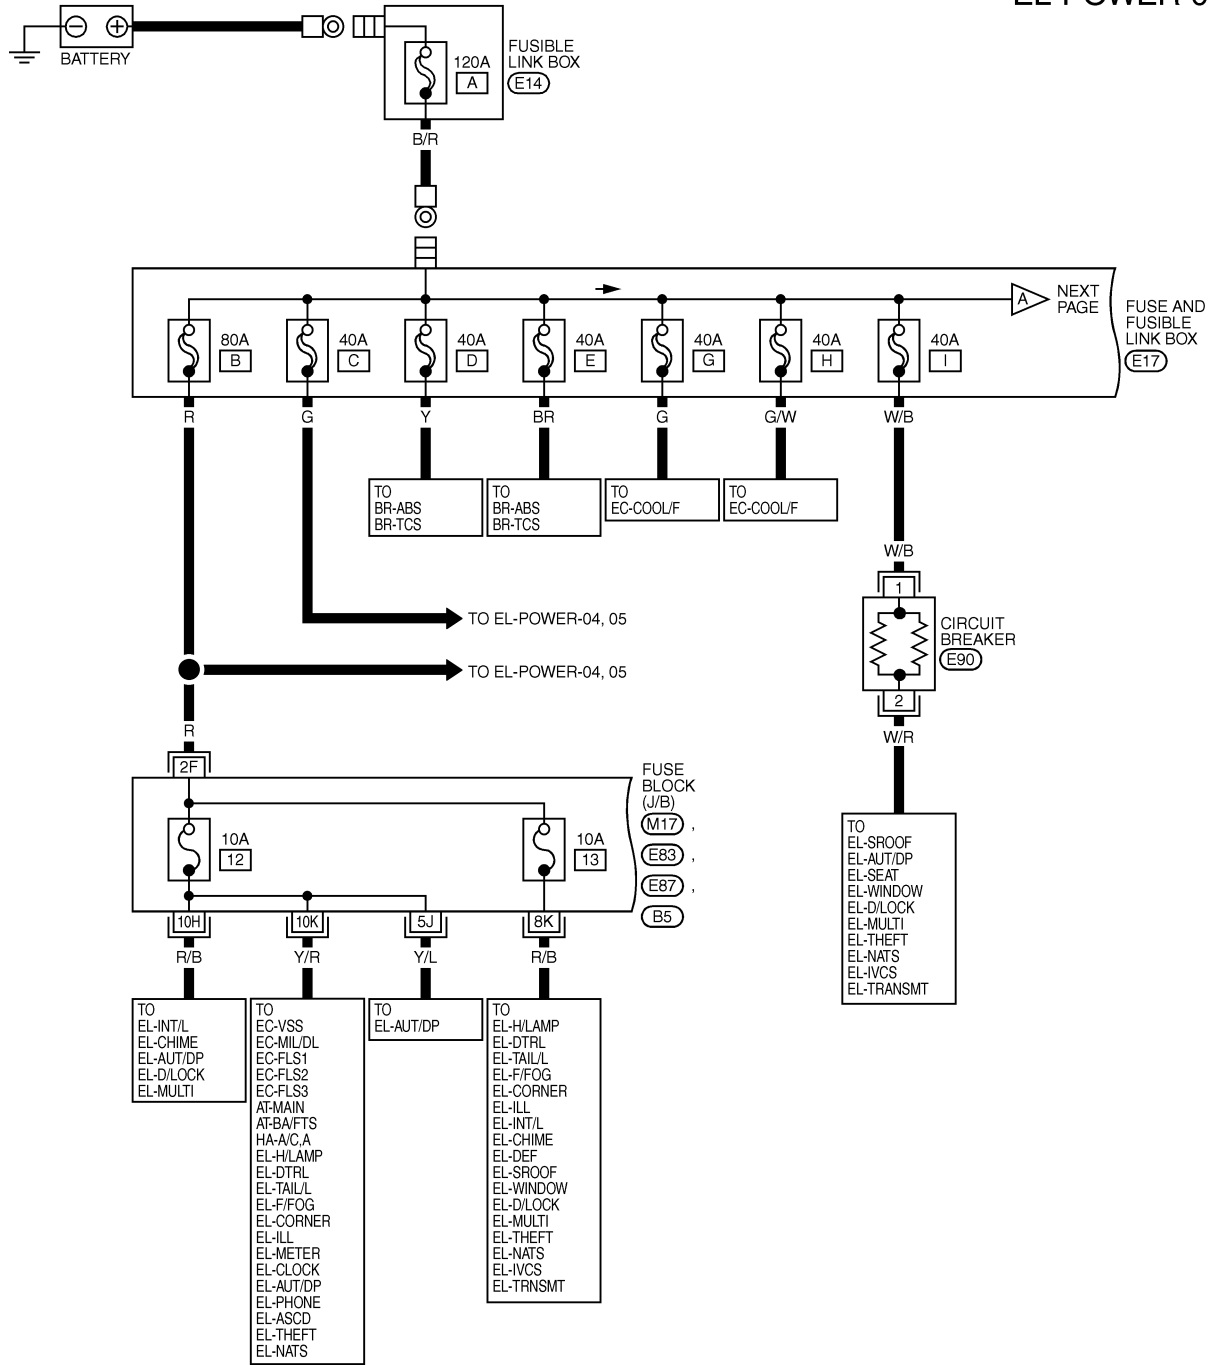 EL-POWER-0
BATTERY
120A
A
FUSIBLE
LINK BOX
E14
B/R
A
NEXT
PAGE
FUSE AND
FUSIBLE
LINK BOX
E17
80A
B
40A
C
40A
D
40A
E
40A
G
40A
H
40A
I
R
G
Y
BR
G
G/W
W/B
TO
BR-ABS
BR-TCS
TO
BR-ABS
BR-TCS
TO
EC-COOL/F
TO
EC-COOL/F
W/B
1
CIRCUIT
BREAKER
E90
2
W/R
TO EL-POWER-04, 05
TO EL-POWER-04, 05
R
2F
FUSE
BLOCK
(J/B)
M17 ,
E83 ,
E87 ,
B5
10A
12
10A
13
10H
10K
5J
8K
R/B
Y/R
Y/L
R/B
TO
EL-SROOF
EL-AUT/DP
EL-SEAT
EL-WINDOW
EL-D/LOCK
EL-MULTI
EL-THEFT
EL-NATS
EL-IVCS
EL-TRANSMT
TO
EL-INT/L
EL-CHIME
EL-AUT/DP
EL-D/LOCK
EL-MULTI
TO
EC-VSS
EC-MIL/DL
EC-FLS1
EC-FLS2
EC-FLS3
AT-MAIN
AT-BA/FTS
HA-A/C,A
EL-H/LAMP
EL-DTRL
EL-TAIL/L
EL-F/FOG
EL-CORNER
EL-ILL
EL-METER
EL-CLOCK
EL-AUT/DP
EL-PHONE
EL-ASCD
EL-THEFT
EL-NATS
TO
EL-AUT/DP
TO
EL-H/LAMP
EL-DTRL
EL-TAIL/L
EL-F/FOG
EL-CORNER
EL-ILL
EL-INT/L
EL-CHIME
EL-DEF
EL-SROOF
EL-WINDOW
EL-D/LOCK
EL-MULTI
EL-THEFT
EL-NATS
EL-IVCS
EL-TRNSMT